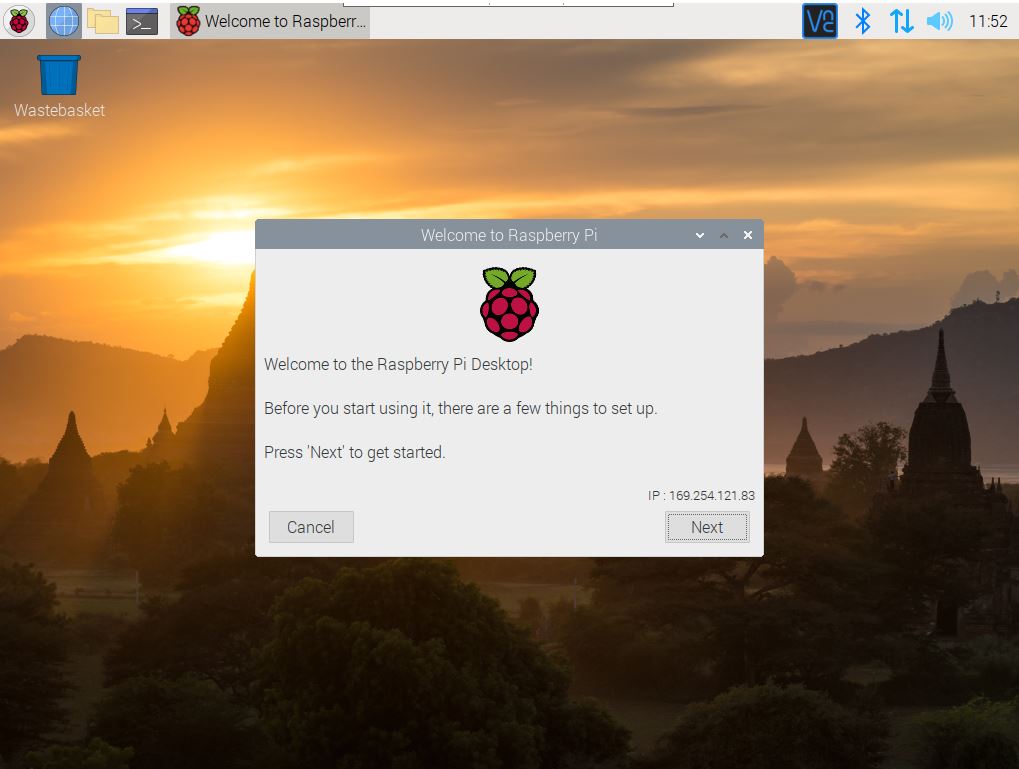 Welcome to Raspberr...
11:52
Wastebasket
Welcome to Raspberry Pi
Welcome to the Raspberry Pi Desktop!
Before you start using it, there are a few things to set up.
Press 'Next' to get started.
IP : 169.254.121.83
Cancel
Next